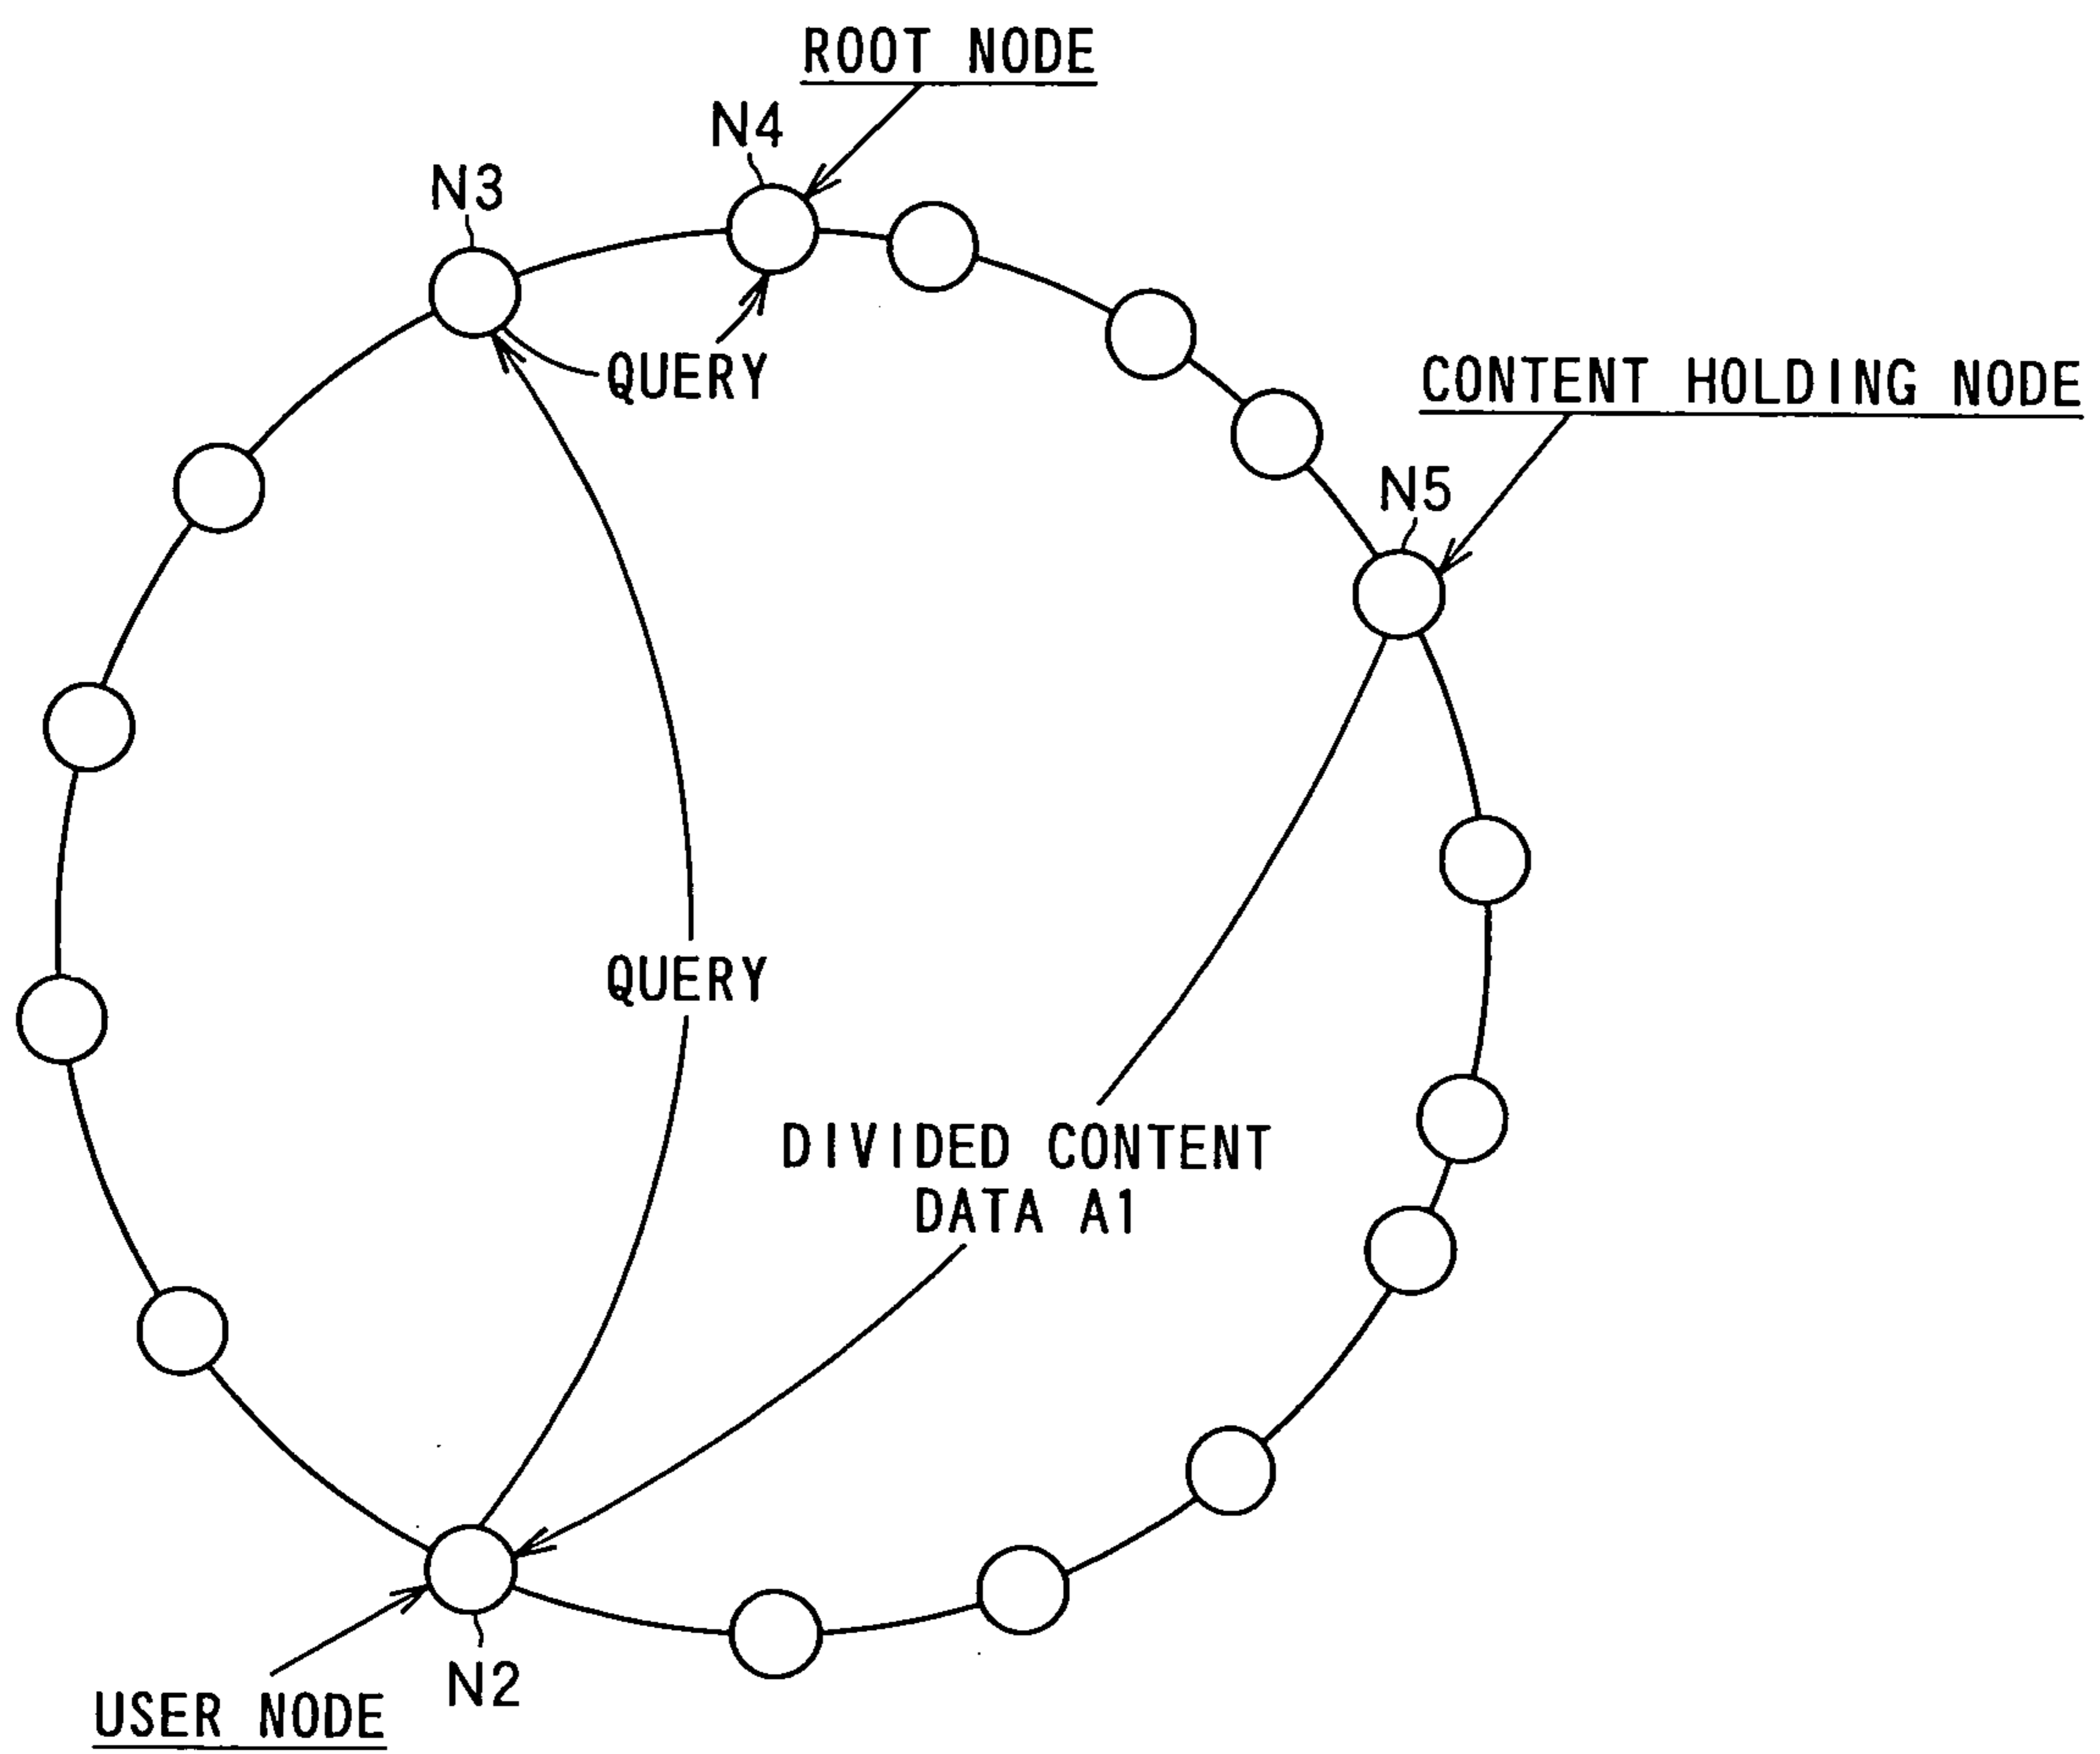 ROOT NODE
N4
N3
QUERY
CONTENT HOLDING NODE
N5
QUERY
DIVIDED CONTENT
DATA A1
N2
USER NODE